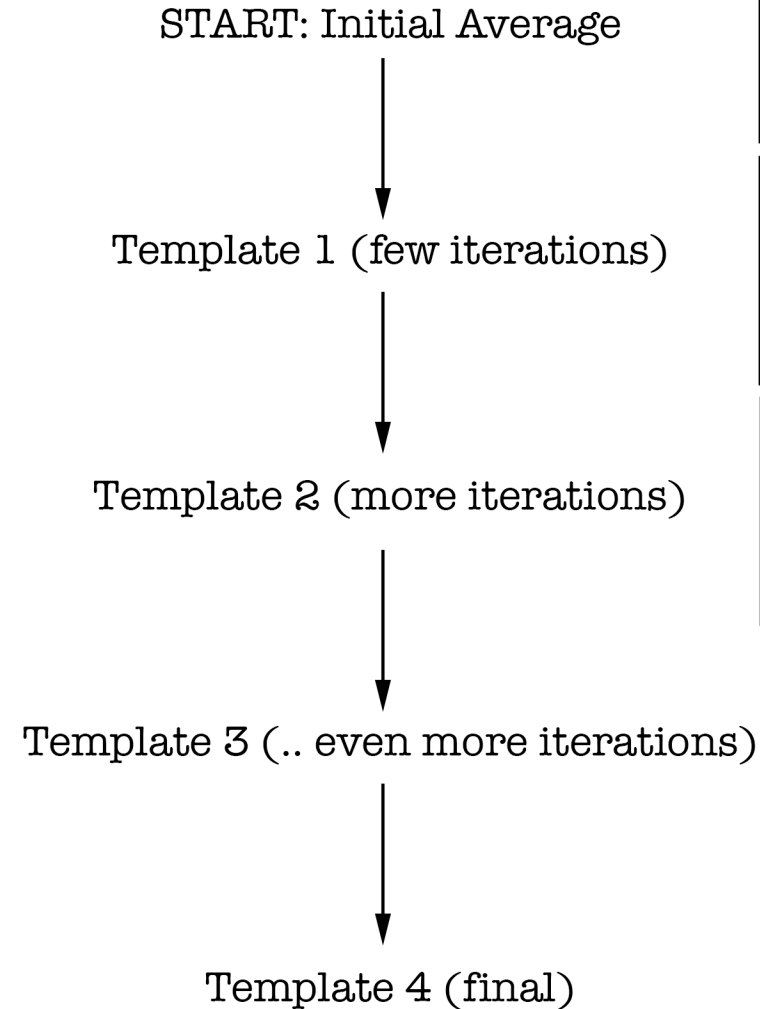 START: Initial Average
Template 1 (few iterations)
Template 2 (more iterations)
Template 3 (.. even more iterations)
Template 4 (final)